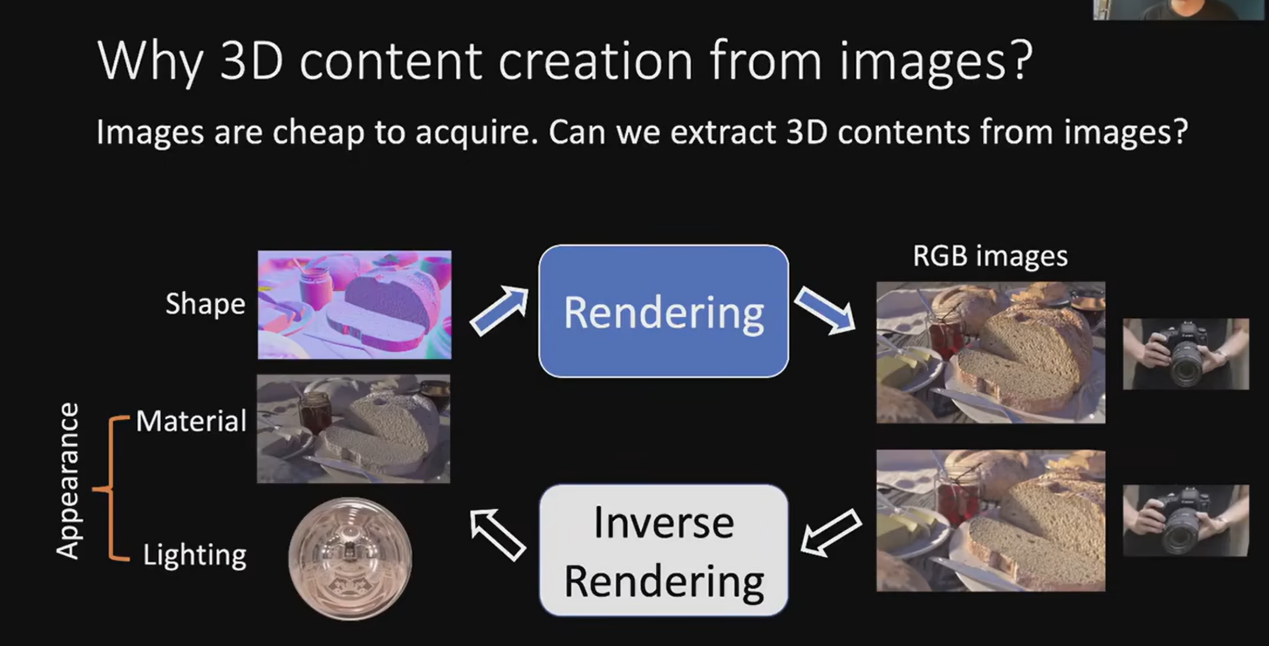 Why 3D content creation from images?
Images are cheap to acquire. Can we extract 3D contents from images?
RGB images
Shape
Rendering
Material
Appearance
Lighting
Inverse
Rendering